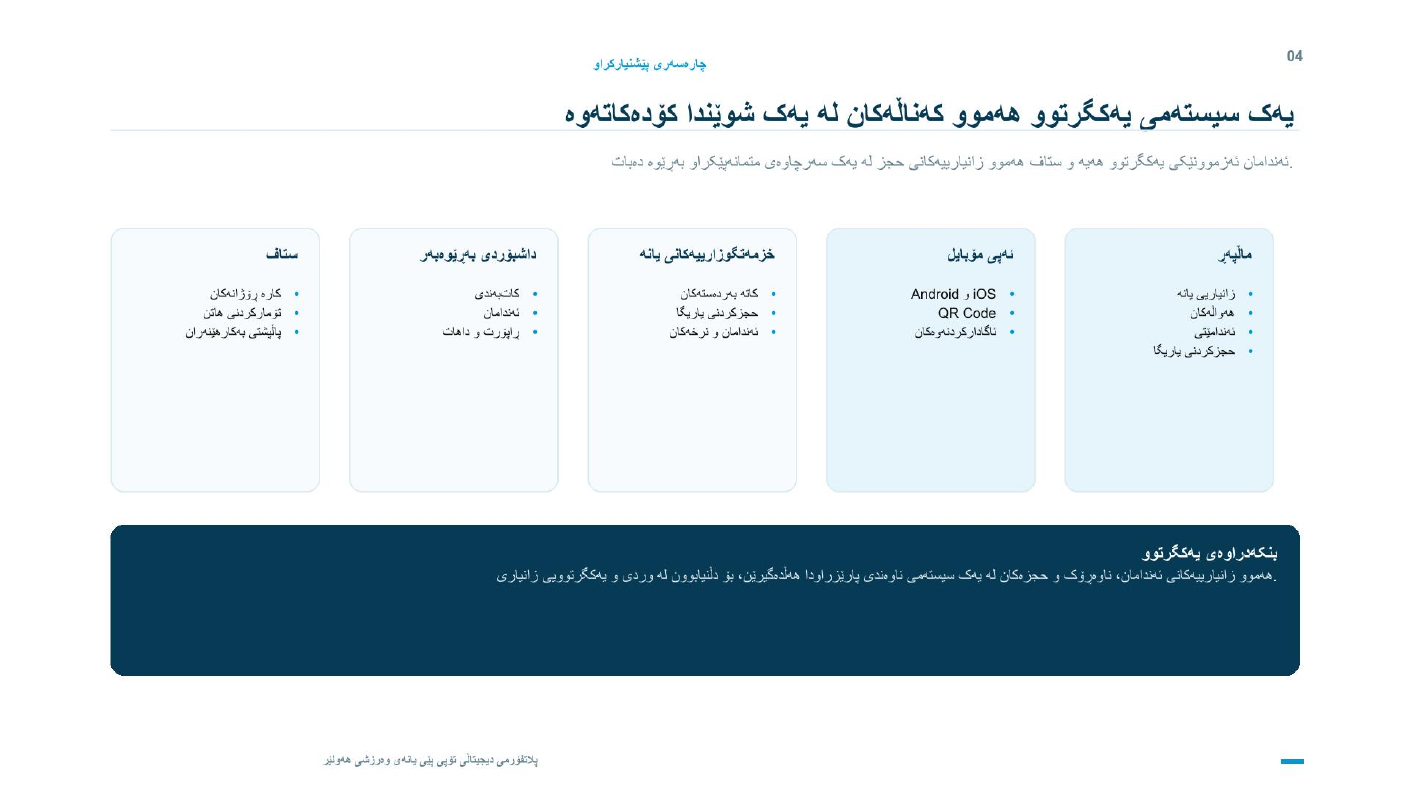 04
چارەسەری پێشنیارکراو
یەک سیستەمی یەکگرتوو هەموو کەناڵەکان لە یەک شوێندا کۆدەکاتەوە
ئەندامان ئەزموونێکی یەکگرتوو هەیە و ستاف هەموو زانیارییەکانی حجز لە یەک سەرچاوەی متمانەپێکراو بەڕێوە دەبات.
ماڵپەڕ
زانیاریی یانە
هەواڵەکان
ئەندامێتی
حجزکردنی یاریگا
ئەپی مۆبایل
iOS و Android
QR Code
ئاگادارکردنەوەکان
خزمەتگوزارییەکانی یانە
کاتە بەردەستەکان
حجزکردنی یاریگا
ئەندامان و نرخەکان
داشبۆردی بەڕێوەبەر
کات‌بەندی
ئەندامان
ڕاپۆرت و داهات
ستاف
کارە ڕۆژانەکان
تۆمارکردنی هاتن
پاڵپشتی بەکارهێنەران
بنکەدراوەی یەکگرتوو
هەموو زانیارییەکانی ئەندامان، ناوەڕۆک و حجزەکان لە یەک سیستەمی ناوەندی پارێزراودا هەڵدەگیرێن، بۆ دڵنیابوون لە وردی و یەکگرتوویی زانیاری.
پلاتفۆرمی دیجیتاڵی تۆپی پێی یانەی وەرزشی هەولێر